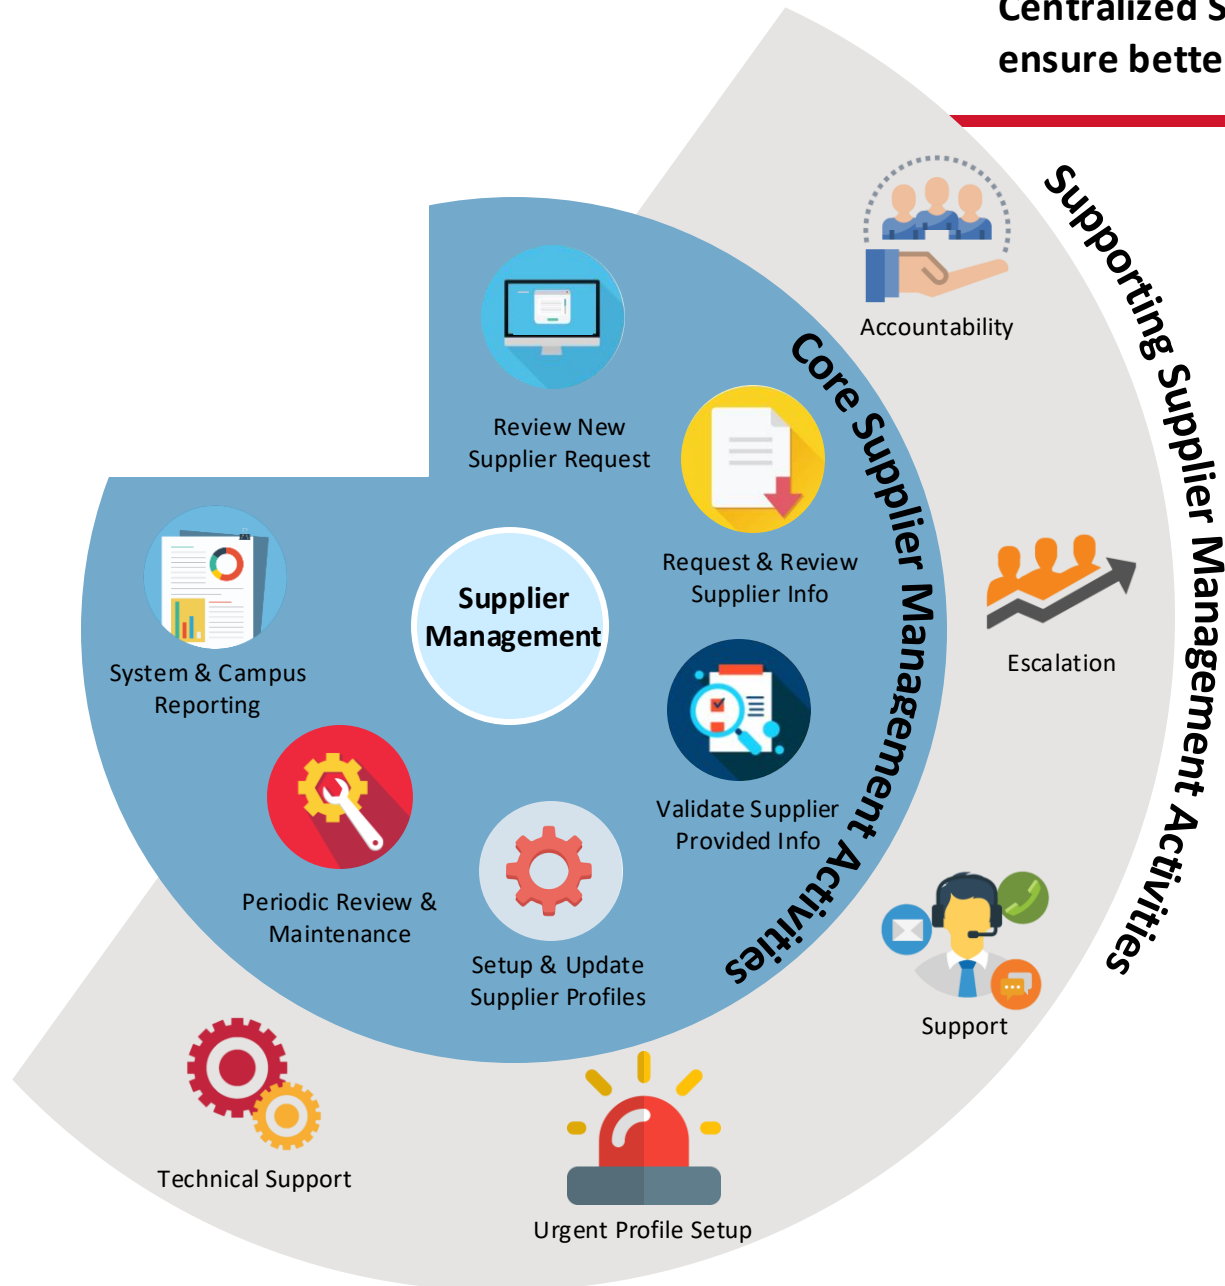 Centralized S
ensure bette
Supporting Supplier Management Activities
Accountability
Core Supplier Management Activities
Review New
Supplier Request
Request & Review
Supplier Info
Supplier
Management
Escalation
System & Campus
Reporting
Validate Supplier
Provided Info
Periodic Review &
Maintenance
Setup & Update
Supplier Profiles
Support
Technical Support
Urgent Profile Setup